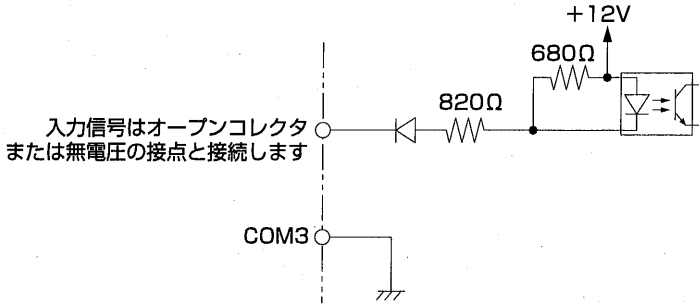 +12V
680Ω
820Ω
入力信号はオープンコレクタ
または無電圧の接点と接続します
COM3